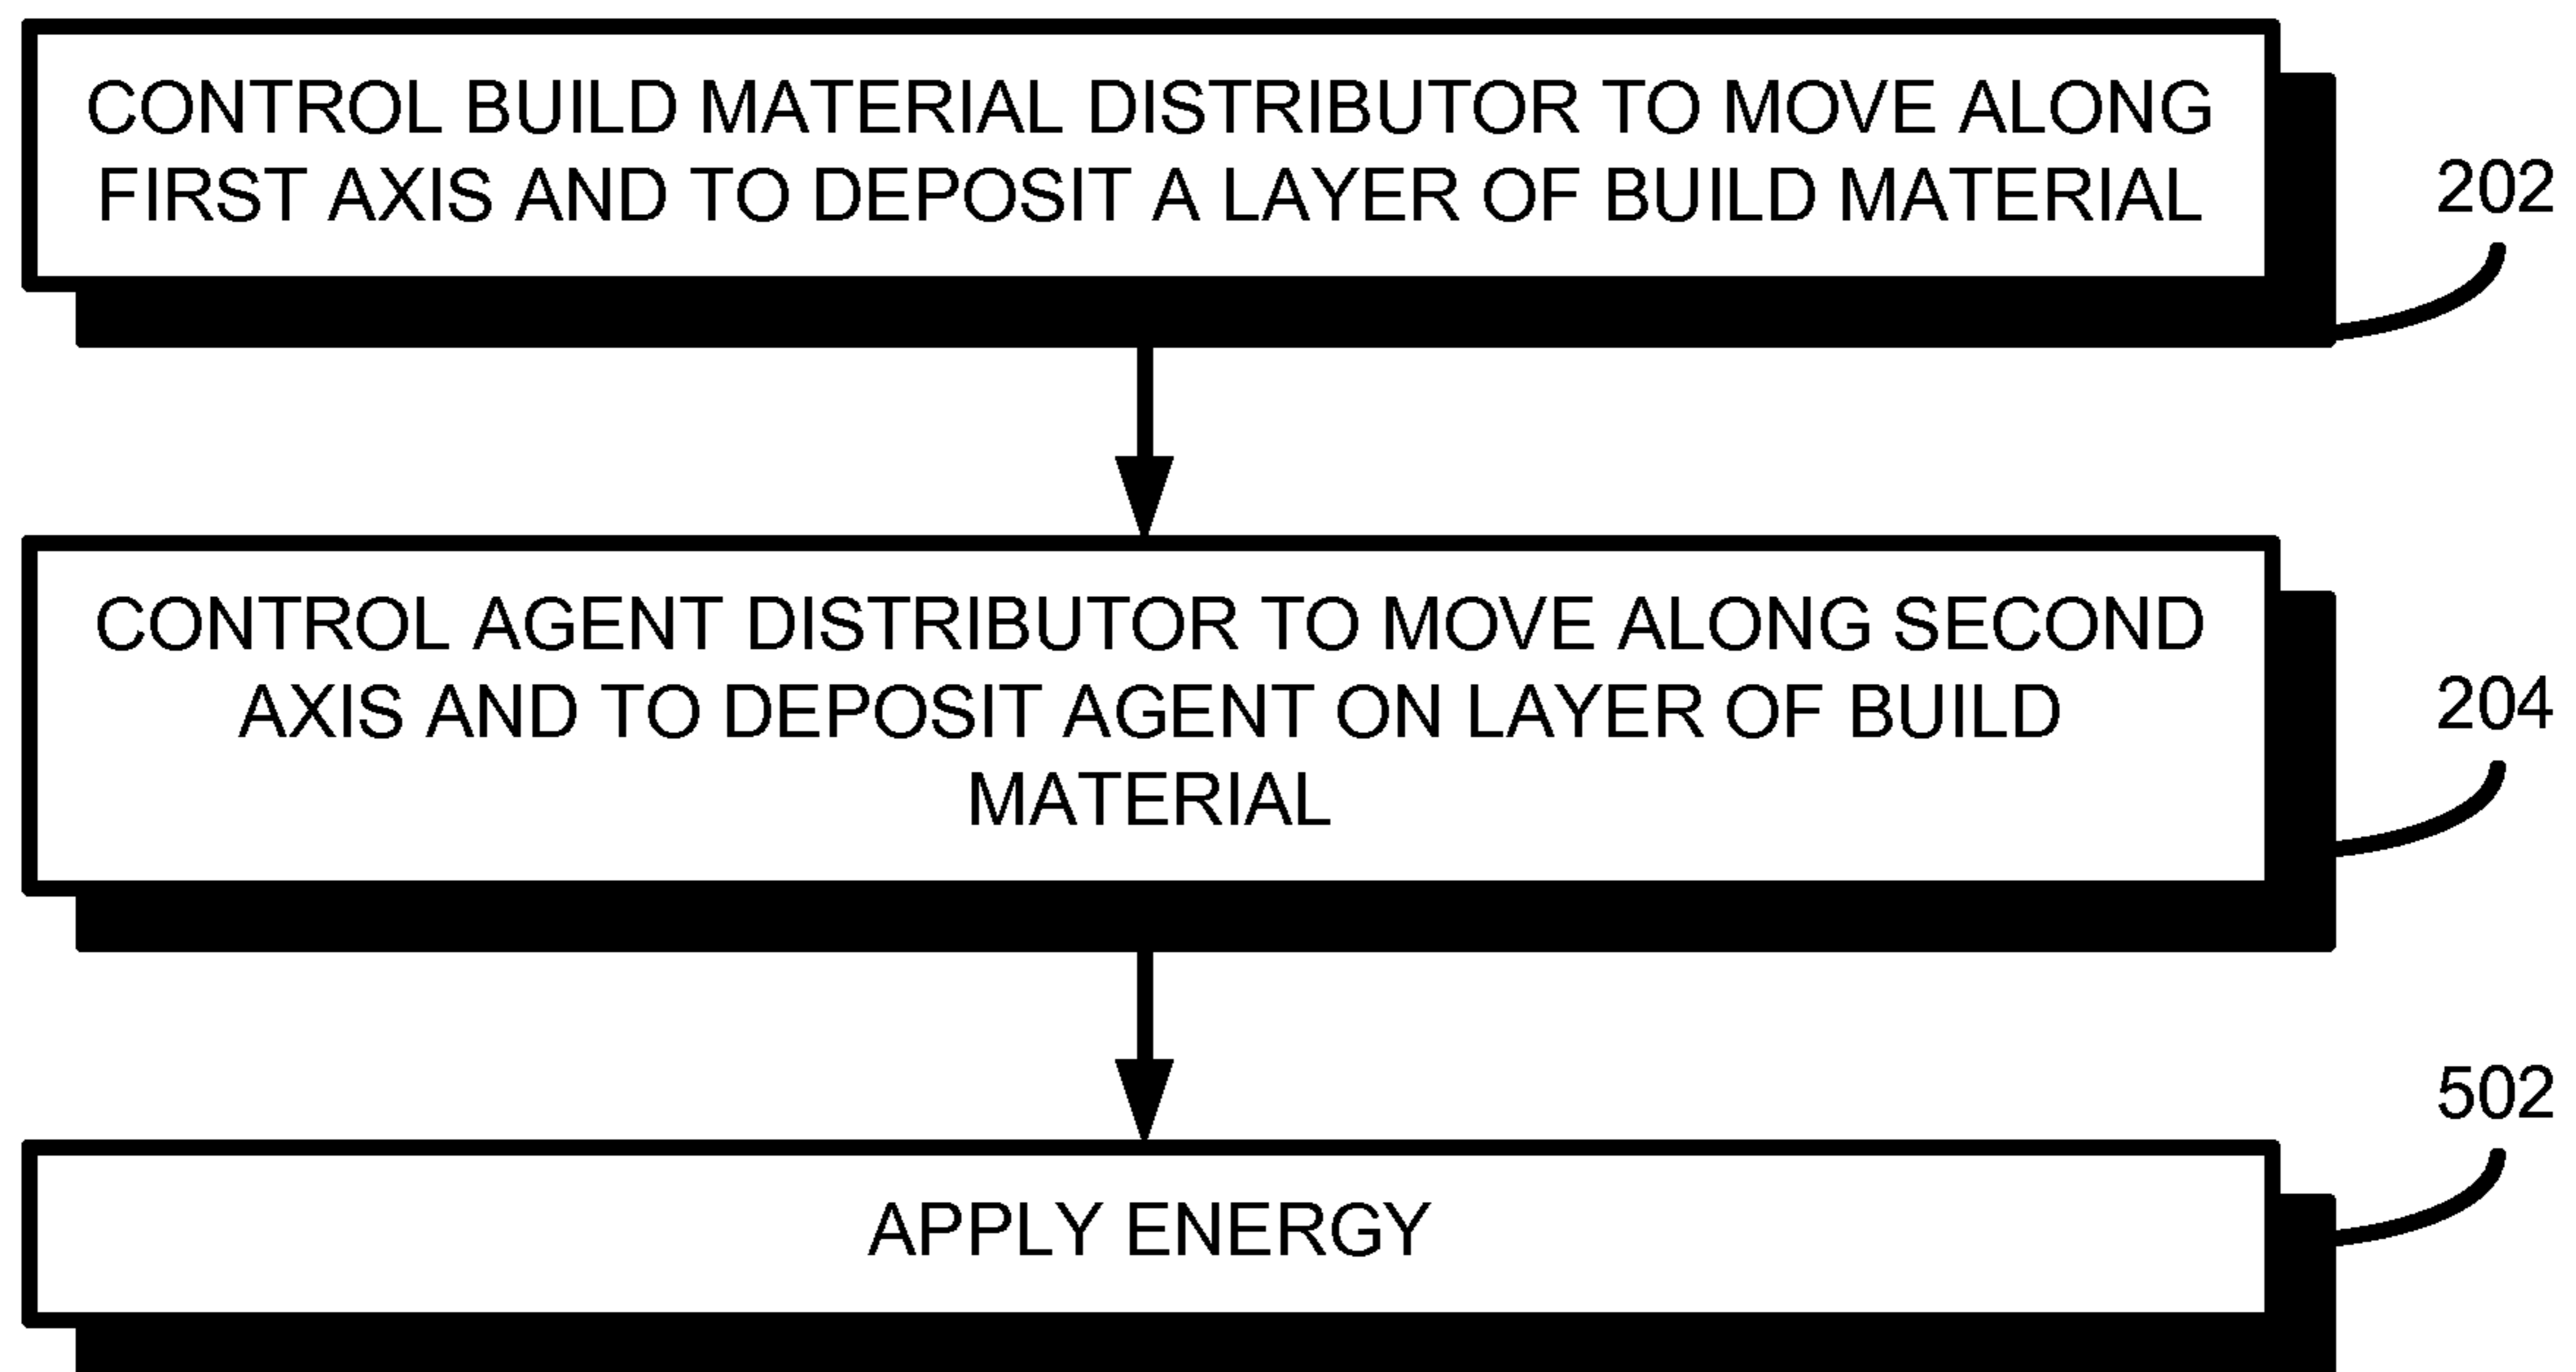 CONTROL BUILD MATERIAL DISTRIBUTOR TO MOVE ALONG
FIRST AXIS AND TO DEPOSIT A LAYER OF BUILD MATERIAL
202
CONTROL AGENT DISTRIBUTOR TO MOVE ALONG SECOND
AXIS AND TO DEPOSIT AGENT ON LAYER OF BUILD
MATERIAL
204
502
APPLY ENERGY